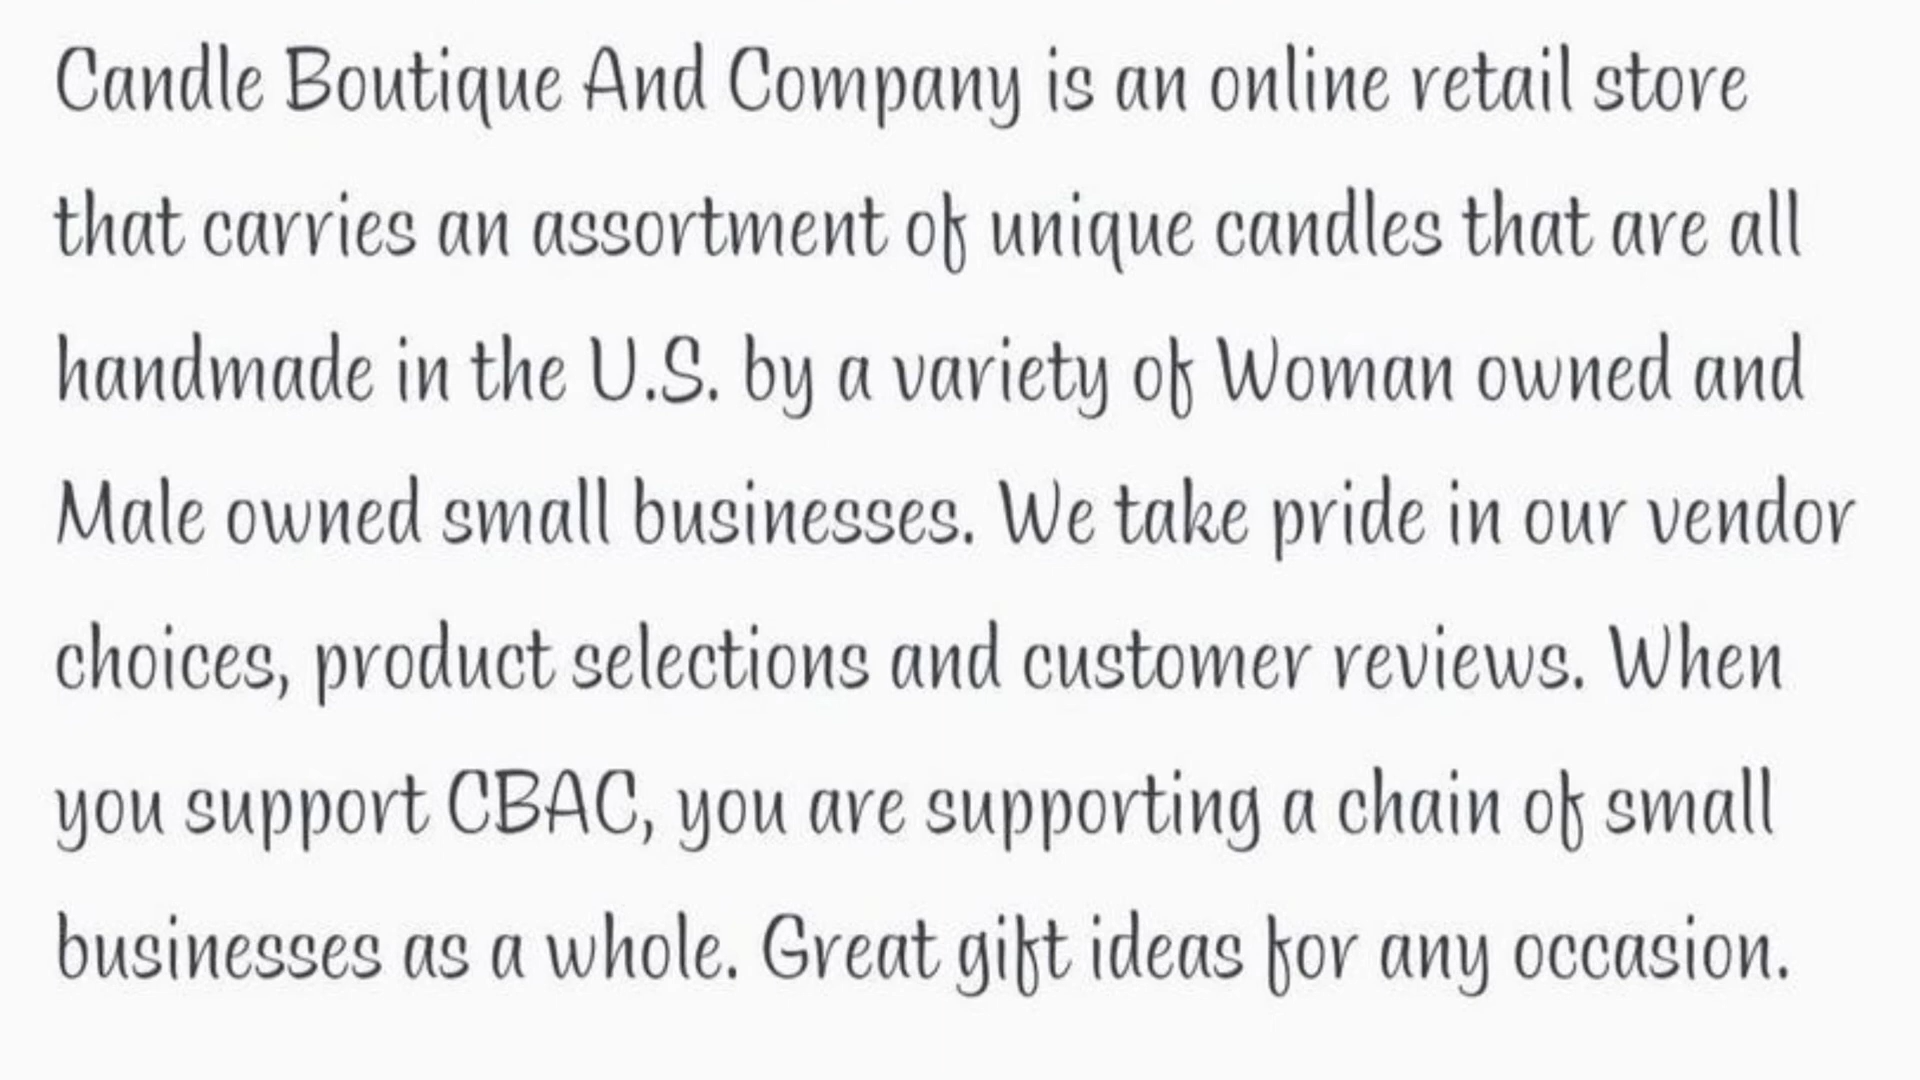 Candle Boutique And Company is an online retail store
that carries an assortment of unique candles that are all
handmade in the U.S. by a variety of Woman owned and
Male owned small businesses. We take pride in our vendor
choices, product selections and customer reviews. When
you support CBAC, you are supporting a chain of small
businesses as a whole. Great gift ideas for any occasion.